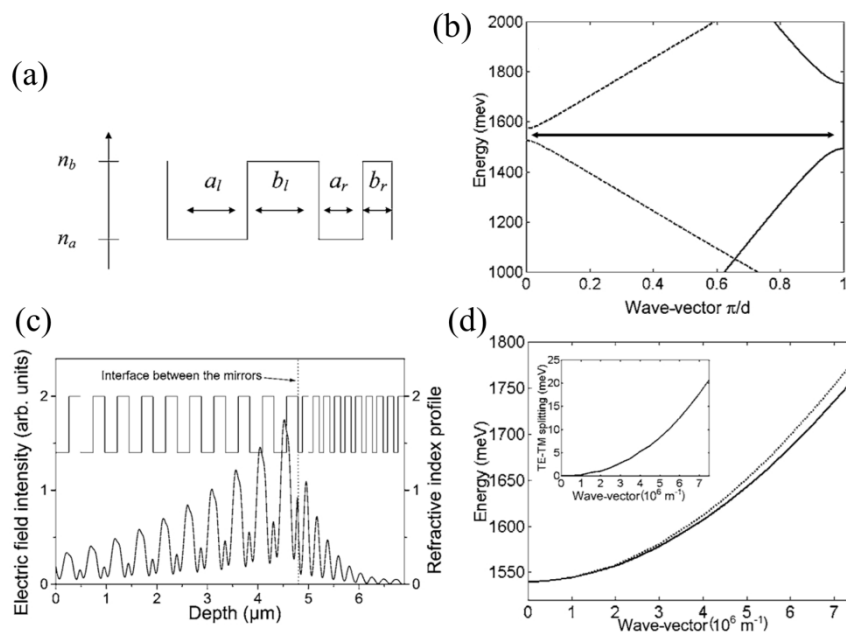 (a)
n_b
n_a
a_l
b_l
a_r
b_r
(b)
Energy (mev)
2000
1800
1600
1400
1200
1000
0
0.2
0.4
0.6
0.8
1
Wave-vector π/d
(c)
Electric field intensity (arb. units)
2
1
0
Interface between the mirrors
2
1
0
Refractive index profile
0
1
2
3
4
5
6
Depth (µm)
(d)
Energy (meV)
1800
1750
1700
1650
1600
1550
TE-TM splitting (meV)
25
20
15
10
5
0
0
1
2
3
4
5
6
7
Wave-vector(10⁶ m⁻¹)
0
1
2
3
4
5
6
7
Wave-vector(10⁶ m⁻¹)